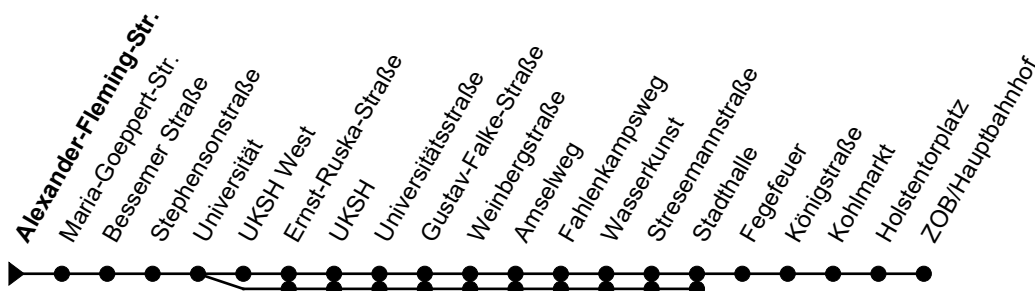 Alexander-Fleming-Str.
Maria-Goeppert-Str.
Bessemer Straße
Stephensonstraße
Universität
UKSH West
Ernst-Ruska-Straße
UKSH
Universitätsstraße
Gustav-Falke-Straße
Weinbergstraße
Amselweg
Fahlenkampsweg
Wasserkunst
Stresemannstraße
Stadthalle
Fegefeuer
Königstraße
Kohlmarkt
Holstentorplatz
ZOB/Hauptbahnhof